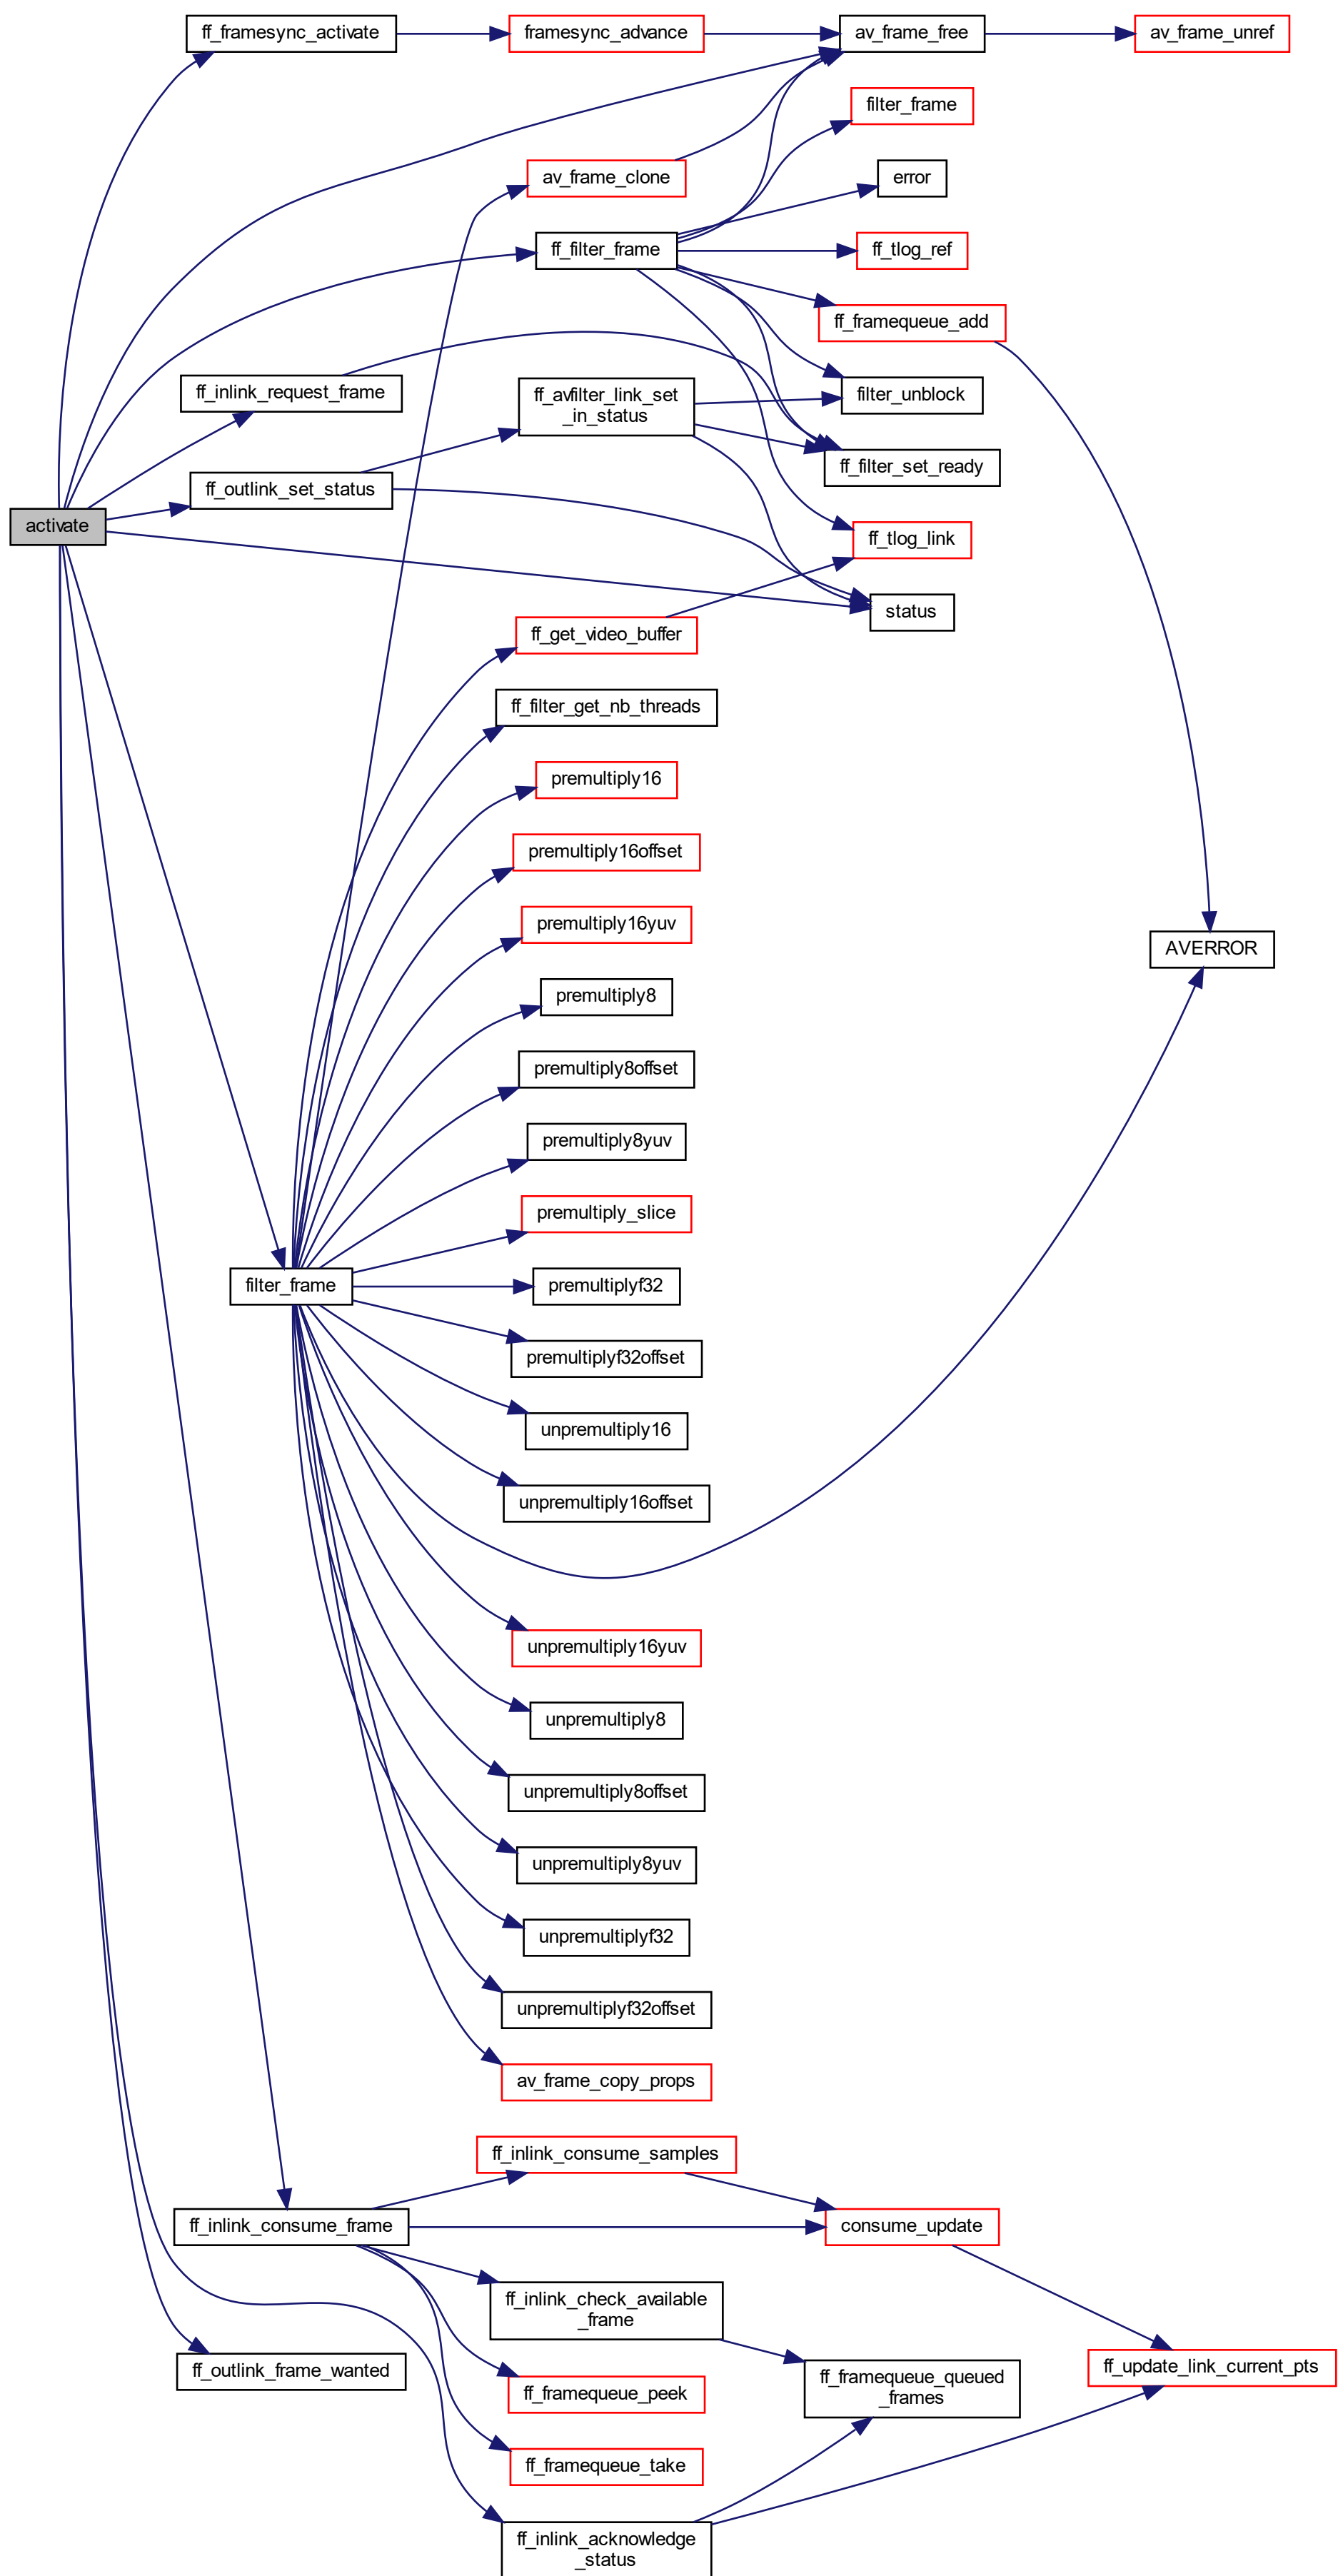 ff_framesync_activate
framesync_advance
av_frame_free
av_frame_unref
filter_frame
av_frame_clone
error
ff_filter_frame
ff_tlog_ref
ff_framequeue_add
ff_inlink_request_frame
ff_avfilter_link_set
_in_status
filter_unblock
ff_filter_set_ready
ff_outlink_set_status
activate
ff_tlog_link
status
ff_get_video_buffer
ff_filter_get_nb_threads
premultiply16
premultiply16offset
premultiply16yuv
AVERROR
premultiply8
premultiply8offset
premultiply8yuv
premultiply_slice
filter_frame
premultiplyf32
premultiplyf32offset
unpremultiply16
unpremultiply16offset
unpremultiply16yuv
unpremultiply8
unpremultiply8offset
unpremultiply8yuv
unpremultiplyf32
unpremultiplyf32offset
av_frame_copy_props
ff_inlink_consume_samples
ff_inlink_consume_frame
consume_update
ff_inlink_check_available
_frame
ff_outlink_frame_wanted
ff_framequeue_peek
ff_framequeue_queued
_frames
ff_update_link_current_pts
ff_framequeue_take
ff_inlink_acknowledge
_status